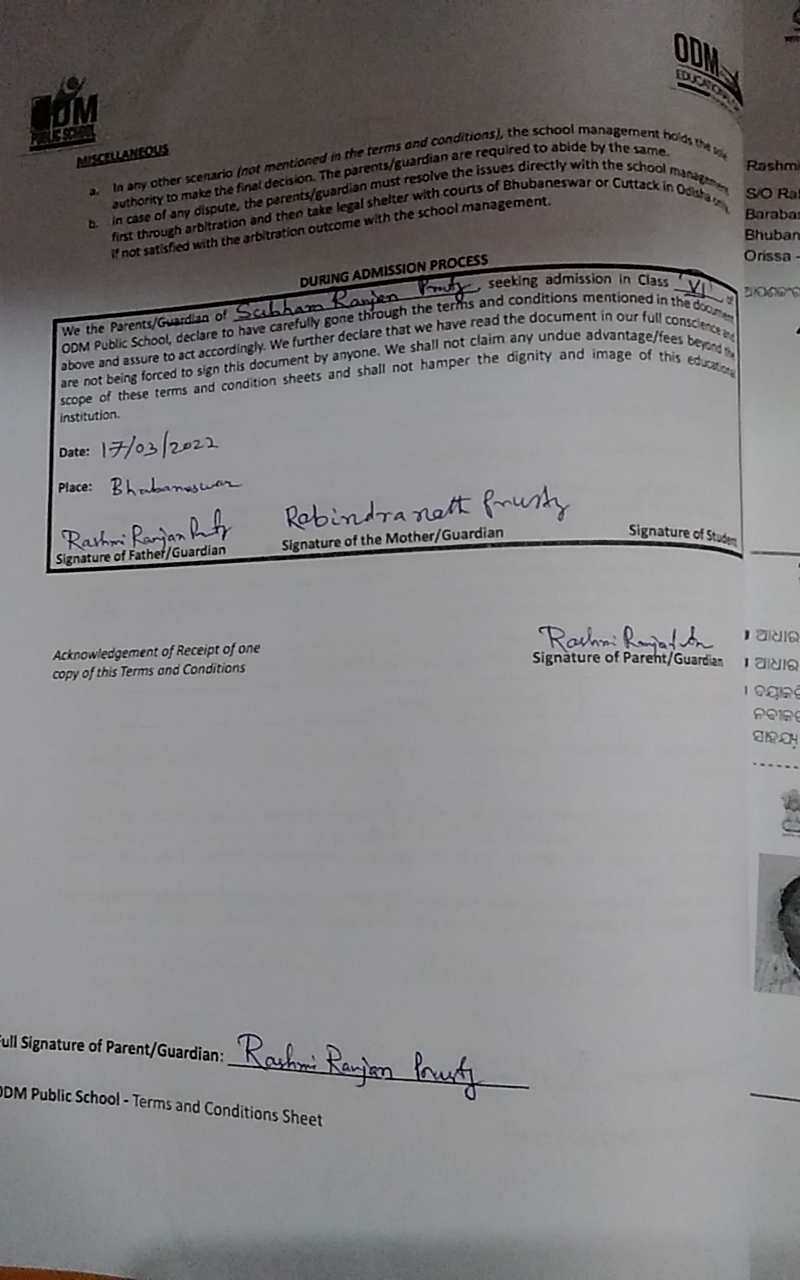 ODM
EDUCATIONAL
ODM
PUBLIC SCHOOL
MISCELLANEOUS
a. In any other scenario (not mentioned in the terms and conditions), the school management holds the sole
authority to make the final decision. The parents/guardian are required to abide by the same.
b. In case of any dispute, the parents/guardian must resolve the issues directly with the school management
first through arbitration and then take legal shelter with courts of Bhubaneswar or Cuttack in Odisha only,
if not satisfied with the arbitration outcome with the school management.
DURING ADMISSION PROCESS
We the Parents/Guardian of Subham Ranjan Prusty, seeking admission in Class VI of
ODM Public School, declare to have carefully gone through the terms and conditions mentioned in the document
above and assure to act accordingly. We further declare that we have read the document in our full conscience and
are not being forced to sign this document by anyone. We shall not claim any undue advantage/fees beyond the
scope of these terms and condition sheets and shall not hamper the dignity and image of this educational
institution.
Date: 17/03/2022
Place: Bhubaneswar
Rashmi Ranjan Prusty
Rabindranath Prusty
Signature of Father/Guardian
Signature of the Mother/Guardian
Signature of Student
Acknowledgement of Receipt of one
copy of this Terms and Conditions
Rashmi Ranjan
Signature of Parent/Guardian
Full Signature of Parent/Guardian: Rashmi Ranjan Prusty
ODM Public School - Terms and Conditions Sheet
Rashmi
S/O
Bhuban
Orissa -